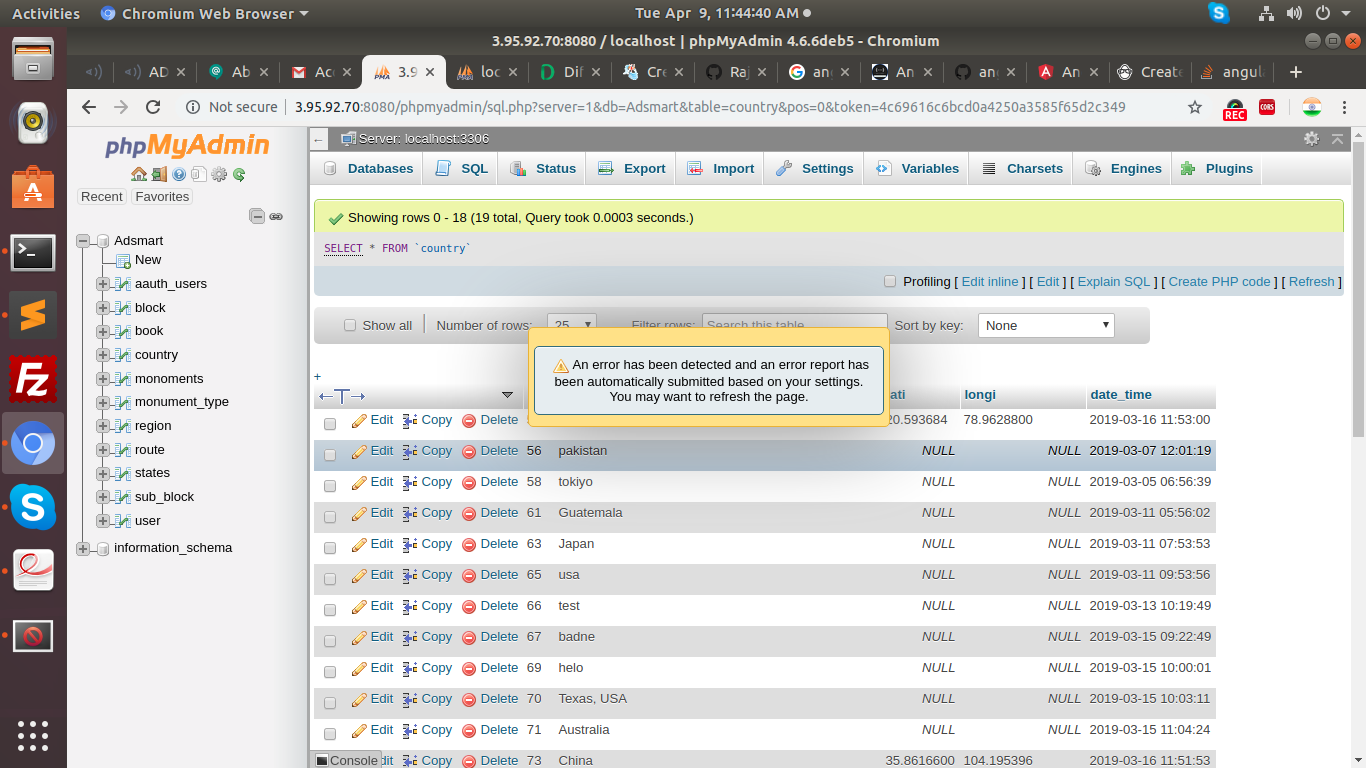 Activities Chromium Web Browser Tue Apr 9, 11:44:40 AM
3.95.92.70:8080 / localhost | phpMyAdmin 4.6.6deb5 - Chromium
AD Ab Acc 3.9 loc Dif Cre Raj ang An ang An Create angula
Not secure 3.95.92.70:8080/phpmyadmin/sql.php?server=1&db=Adsmart&table=country&pos=0&token=4c69616c6bcd0a4250a3585f65d2c349 REC CORS
phpMyAdmin
Recent Favorites
Adsmart
New
aauth_users
block
book
country
monoments
monument_type
region
route
states
sub_block
user
information_schema
Server: localhost:3306
Databases SQL Status Export Import Settings Variables Charsets Engines Plugins
Showing rows 0 - 18 (19 total, Query took 0.0003 seconds.)
SELECT * FROM `country`
Profiling [ Edit inline ] [ Edit ] [ Explain SQL ] [ Create PHP code ] [ Refresh ]
Show all Number of rows: 25 Filter rows: Search this table Sort by key: None
An error has been detected and an error report has
been automatically submitted based on your settings.
You may want to refresh the page.
+
ati longi date_time
Edit Copy Delete 20.593684 78.9628800 2019-03-16 11:53:00
Edit Copy Delete 56 pakistan NULL NULL 2019-03-07 12:01:19
Edit Copy Delete 58 tokiyo NULL NULL 2019-03-05 06:56:39
Edit Copy Delete 61 Guatemala NULL NULL 2019-03-11 05:56:02
Edit Copy Delete 63 Japan NULL NULL 2019-03-11 07:53:53
Edit Copy Delete 65 usa NULL NULL 2019-03-11 09:53:56
Edit Copy Delete 66 test NULL NULL 2019-03-13 10:19:49
Edit Copy Delete 67 badne NULL NULL 2019-03-15 09:22:49
Edit Copy Delete 69 helo NULL NULL 2019-03-15 10:00:01
Edit Copy Delete 70 Texas, USA NULL NULL 2019-03-15 10:03:11
Edit Copy Delete 71 Australia NULL NULL 2019-03-15 11:04:24
Console dit Copy Delete 73 China 35.8616600 104.195396 2019-03-16 11:51:53